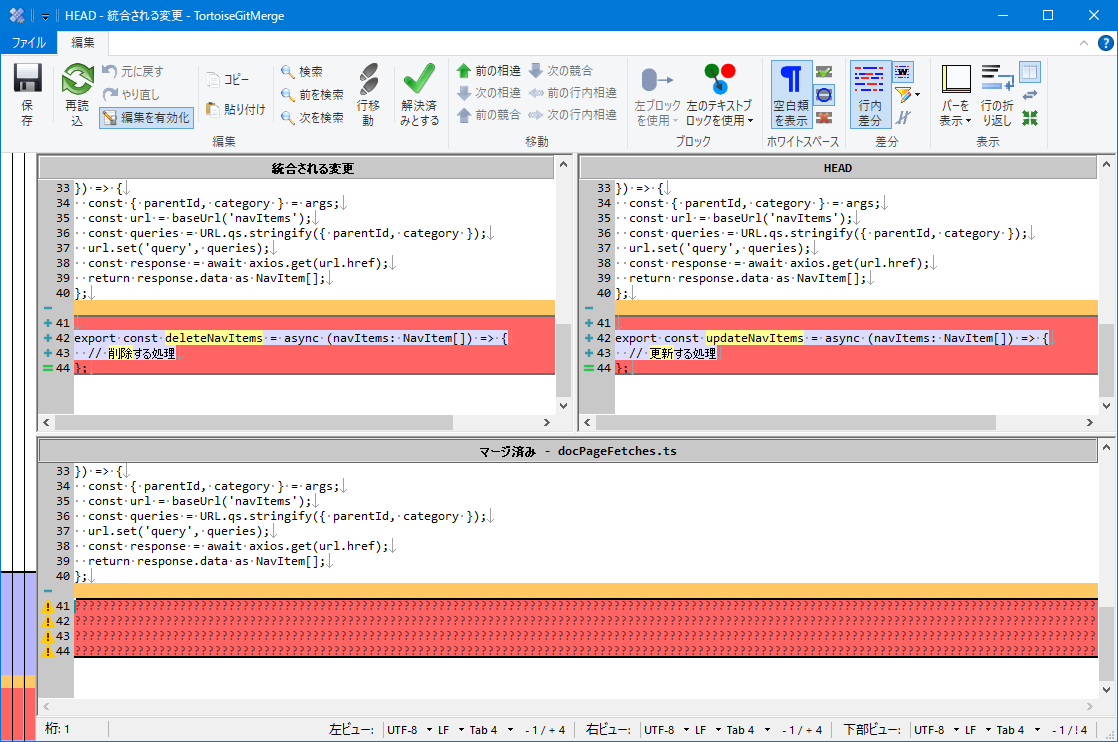 HEAD - 統合される変更 - TortoiseGitMerge
ファイル 編集
保存
再読込
元に戻す
やり直し
編集を有効化
コピー
貼り付け
検索
前を検索
次を検索
行移動
編集
解決済みとする
前の相違
次の相違
前の競合
次の競合
前の行内相違
次の行内相違
移動
左ブロックを使用
左のテキストブロックを使用
ブロック
空白類を表示
ホワイトスペース
行内差分
差分
バーを表示
行の折り返し
表示
統合される変更
33 }) => {
34 const { parentId, category } = args;
35 const url = baseUrl('navItems');
36 const queries = URL.qs.stringify({ parentId, category });
37 url.set('query', queries);
38 const response = await axios.get(url.href);
39 return response.data as NavItem[];
40 };
41
42 export const deleteNavItems = async (navItems: NavItem[]) => {
43 // 削除する処理
44 };
HEAD
33 }) => {
34 const { parentId, category } = args;
35 const url = baseUrl('navItems');
36 const queries = URL.qs.stringify({ parentId, category });
37 url.set('query', queries);
38 const response = await axios.get(url.href);
39 return response.data as NavItem[];
40 };
41
42 export const updateNavItems = async (navItems: NavItem[]) => {
43 // 更新する処理
44 };
マージ済み - docPageFetches.ts
33 }) => {
34 const { parentId, category } = args;
35 const url = baseUrl('navItems');
36 const queries = URL.qs.stringify({ parentId, category });
37 url.set('query', queries);
38 const response = await axios.get(url.href);
39 return response.data as NavItem[];
40 };
41
42
43
44
桁: 1 左ビュー: UTF-8 LF Tab 4 - 1 / + 4 右ビュー: UTF-8 LF Tab 4 - 1 / + 4 下部ビュー: UTF-8 LF Tab 4 - 1 / ! 4